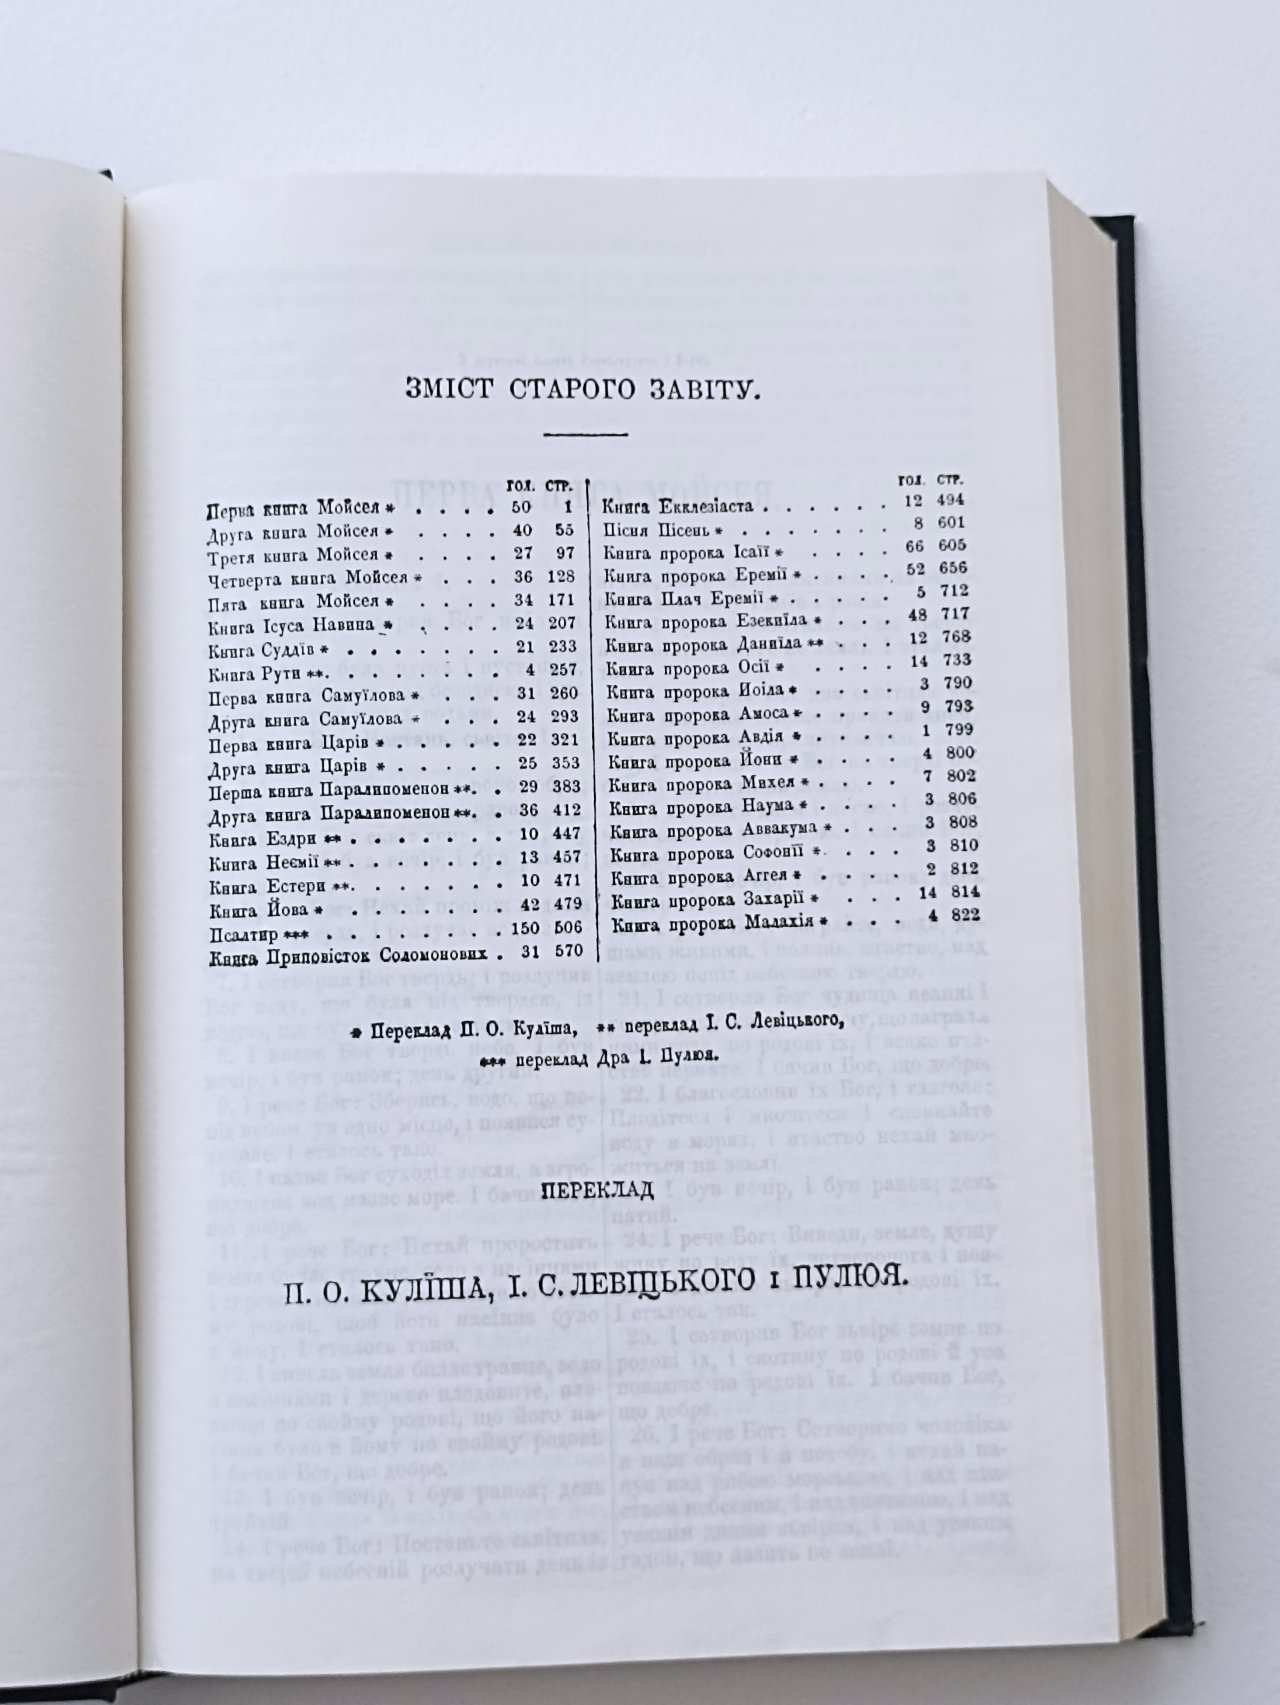 ЗМІСТ СТАРОГО ЗАВІТУ.
ГОЛ. СТР.
Перва книга Мойсея * . . . . 50 1
Друга книга Мойсея * . . . . 40 55
Третя книга Мойсея * . . . . 27 97
Четверта книга Мойсея * . . . 36 128
Пята книга Мойсея * . . . . 34 171
Книга Ісуса Навина * . . . . 24 207
Книга Суддїв * . . . . . . . 21 233
Книга Рути **. . . . . . . . 4 257
Перва книга Самуїлова * . . . . 31 260
Друга книга Самуїлова * . . . . 24 293
Перва книга Царів * . . . . . 22 321
Друга книга Царів * . . . . . 25 353
Перша книга Паралипоменон **. . 29 383
Друга книга Паралипоменон **. . 36 412
Книга Ездри ** . . . . . . . 10 447
Книга Неємії ** . . . . . . . 13 457
Книга Естери **. . . . . . . 10 471
Книга Йова * . . . . . . . . 42 479
Псалтир *** . . . . . . . . 150 506
Книга Приповісток Соломонових . 31 570
ГОЛ. СТР.
Книга Екклезіаста . . . . . . 12 494
Пісня Пісень * . . . . . . . 8 601
Книга пророка Ісаії * . . . . 66 605
Книга пророка Еремії * . . . . 52 656
Книга Плач Еремії * . . . . . 5 712
Книга пророка Езекиїла * . . . 48 717
Книга пророка Даниїла ** . . . 12 768
Книга пророка Осії * . . . . 14 733
Книга пророка Йоіла * . . . . 3 790
Книга пророка Амоса * . . . . 9 793
Книга пророка Авдія * . . . . 1 799
Книга пророка Йони * . . . . 4 800
Книга пророка Михея * . . . . 7 802
Книга пророка Наума * . . . . 3 806
Книга пророка Аввакума * . . . 3 808
Книга пророка Софонїї * . . . . 3 810
Книга пророка Аггея * . . . . 2 812
Книга пророка Захарії * . . . 14 814
Книга пророка Малахія * . . . 4 822
* Переклад П. О. Кулїша, ** переклад І. С. Левіцького,
*** переклад Дра І. Пулюя.
ПЕРЕКЛАД
П. О. КУЛЇША, І. С. ЛЕВІЦЬКОГО і ПУЛЮЯ.